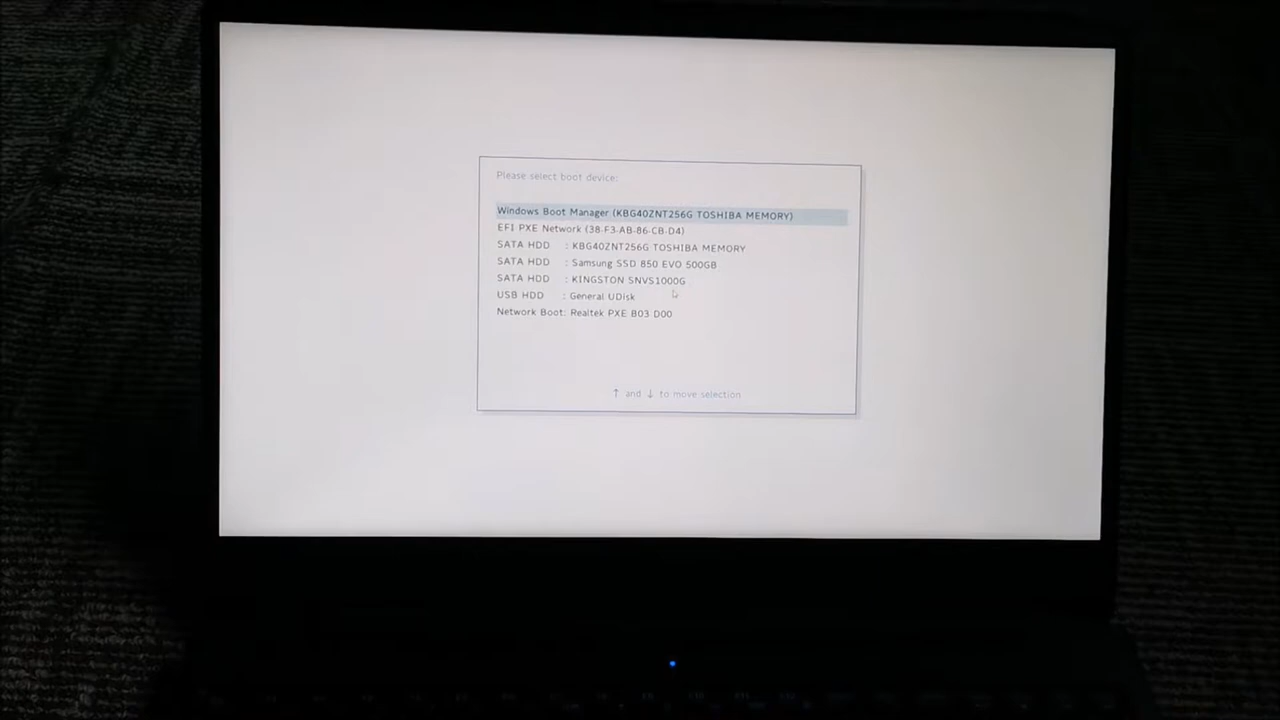 Please select boot device:
Windows Boot Manager (KBG40ZNT256G TOSHIBA MEMORY)
EFI PXE Network (38-F3-AB-86-CB-D4)
SATA HDD : KBG40ZNT256G TOSHIBA MEMORY
SATA HDD : Samsung SSD 850 EVO 500GB
SATA HDD : KINGSTON SNVS1000G
USB HDD : General UDisk
Network Boot: Realtek PXE B03 D00
↑ and ↓ to move selection